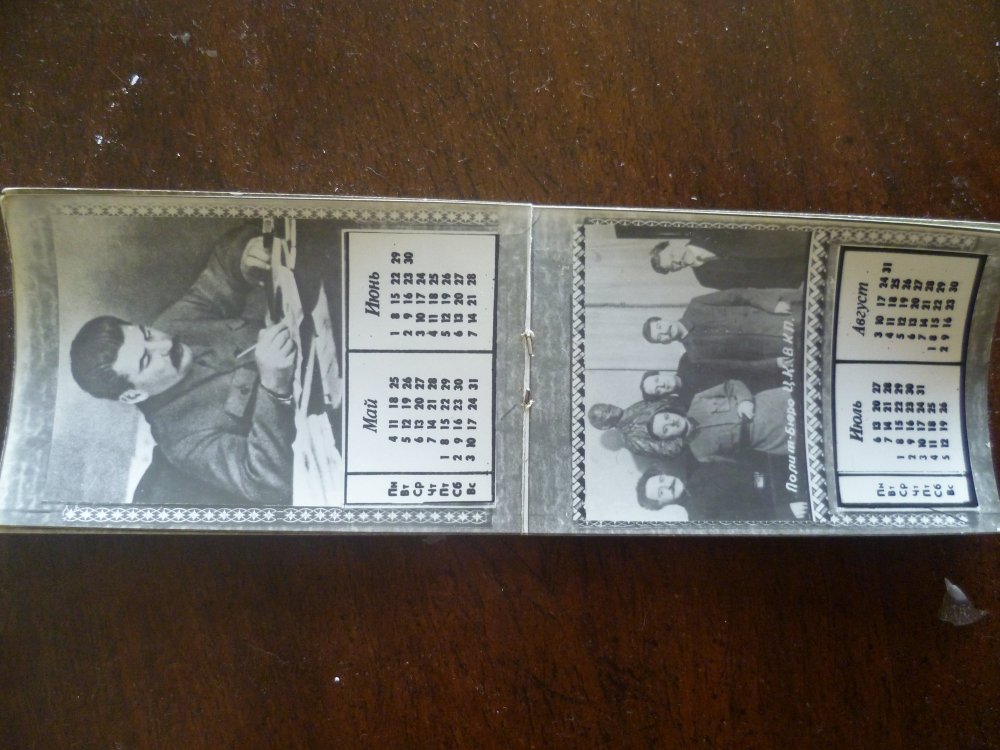 Май Июнь
Пн 4 11 18 25 1 8 15 22 29
Вт 5 12 19 26 2 9 16 23 30
Ср 6 13 20 27 3 10 17 24
Чт 7 14 21 28 4 11 18 25
Пт 1 8 15 22 29 5 12 19 26
Сб 2 9 16 23 30 6 13 20 27
Вс 3 10 17 24 31 7 14 21 28
Полит-Бюро Ц.К.В.К.П.
Июль Август
Пн 6 13 20 27 3 10 17 24 31
Вт 7 14 21 28 4 11 18 25
Ср 1 8 15 22 29 5 12 19 26
Чт 2 9 16 23 30 6 13 20 27
Пт 3 10 17 24 31 7 14 21 28
Сб 4 11 18 25 1 8 15 22 29
Вс 5 12 19 26 2 9 16 23 30